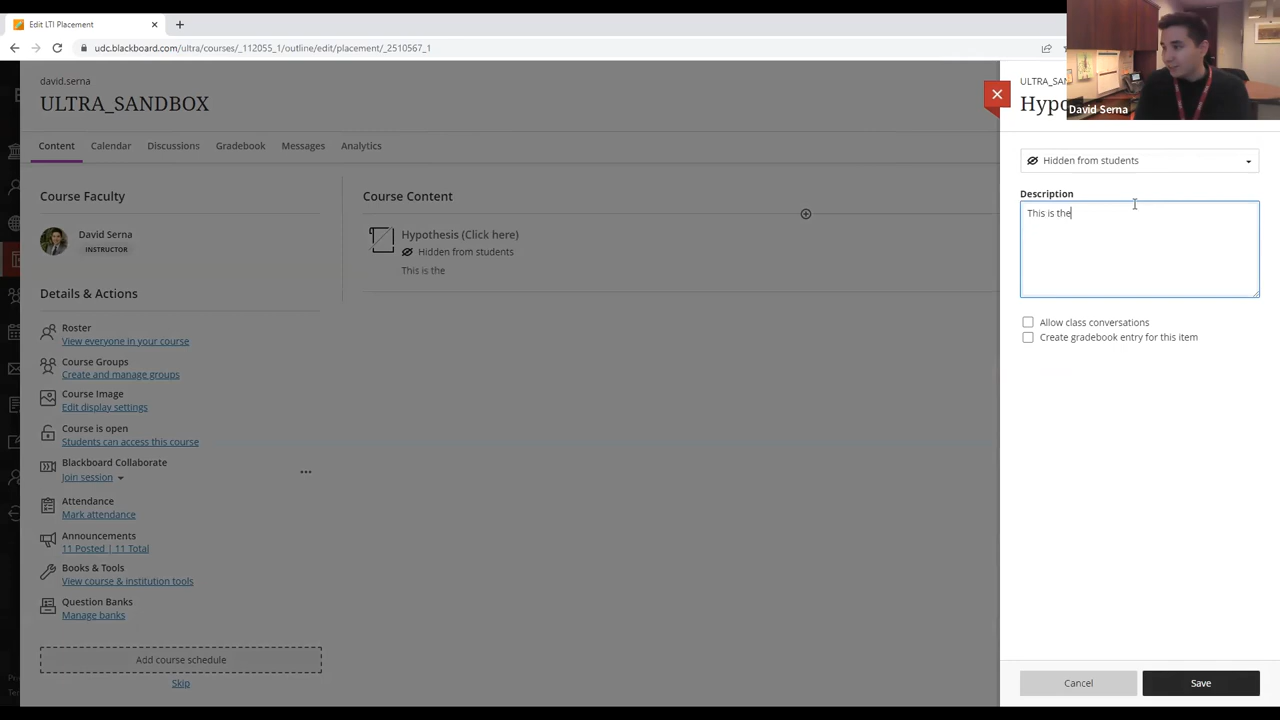 Edit LTI Placement
udc.blackboard.com/ultra/courses/_112055_1/outline/edit/placement/_2510567_1
david.serna
ULTRA_SANDBOX
Content
Calendar
Discussions
Gradebook
Messages
Analytics
Course Faculty
David Serna
INSTRUCTOR
Details & Actions
Roster
View everyone in your course
Course Groups
Create and manage groups
Course Image
Edit display settings
Course is open
Students can access this course
Blackboard Collaborate
Join session
Attendance
Mark attendance
Announcements
11 Posted | 11 Total
Books & Tools
View course & institution tools
Question Banks
Manage banks
Add course schedule
Skip
Course Content
Hypothesis (Click here)
Hidden from students
This is the
ULTRA_SAN
Hypo
David Serna
Hidden from students
Description
This is the
Allow class conversations
Create gradebook entry for this item
Cancel
Save